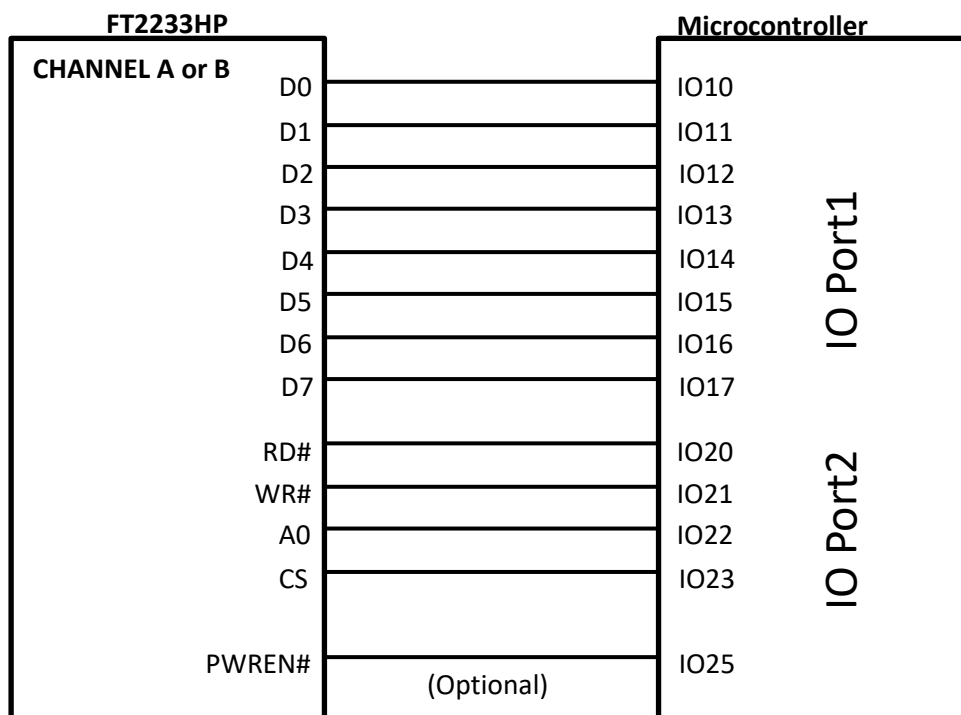 FT2233HP
Microcontroller
CHANNEL A or B
D0 IO10
D1 IO11
D2 IO12
D3 IO13
D4 IO14
D5 IO15
D6 IO16
D7 IO17
IO Port1
RD# IO20
WR# IO21
A0 IO22
CS IO23
IO Port2
PWREN# IO25
(Optional)